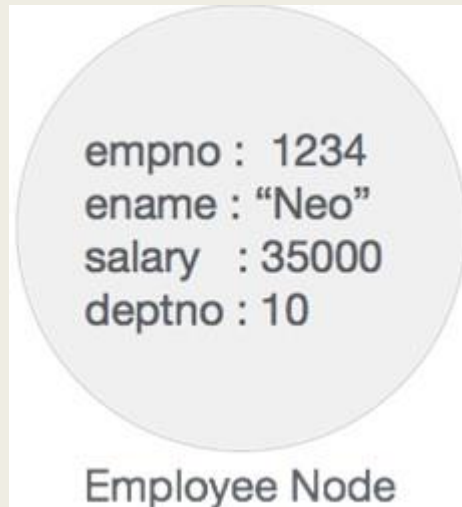 empno : 1234
ename : “Neo”
salary : 35000
deptno : 10
Employee Node